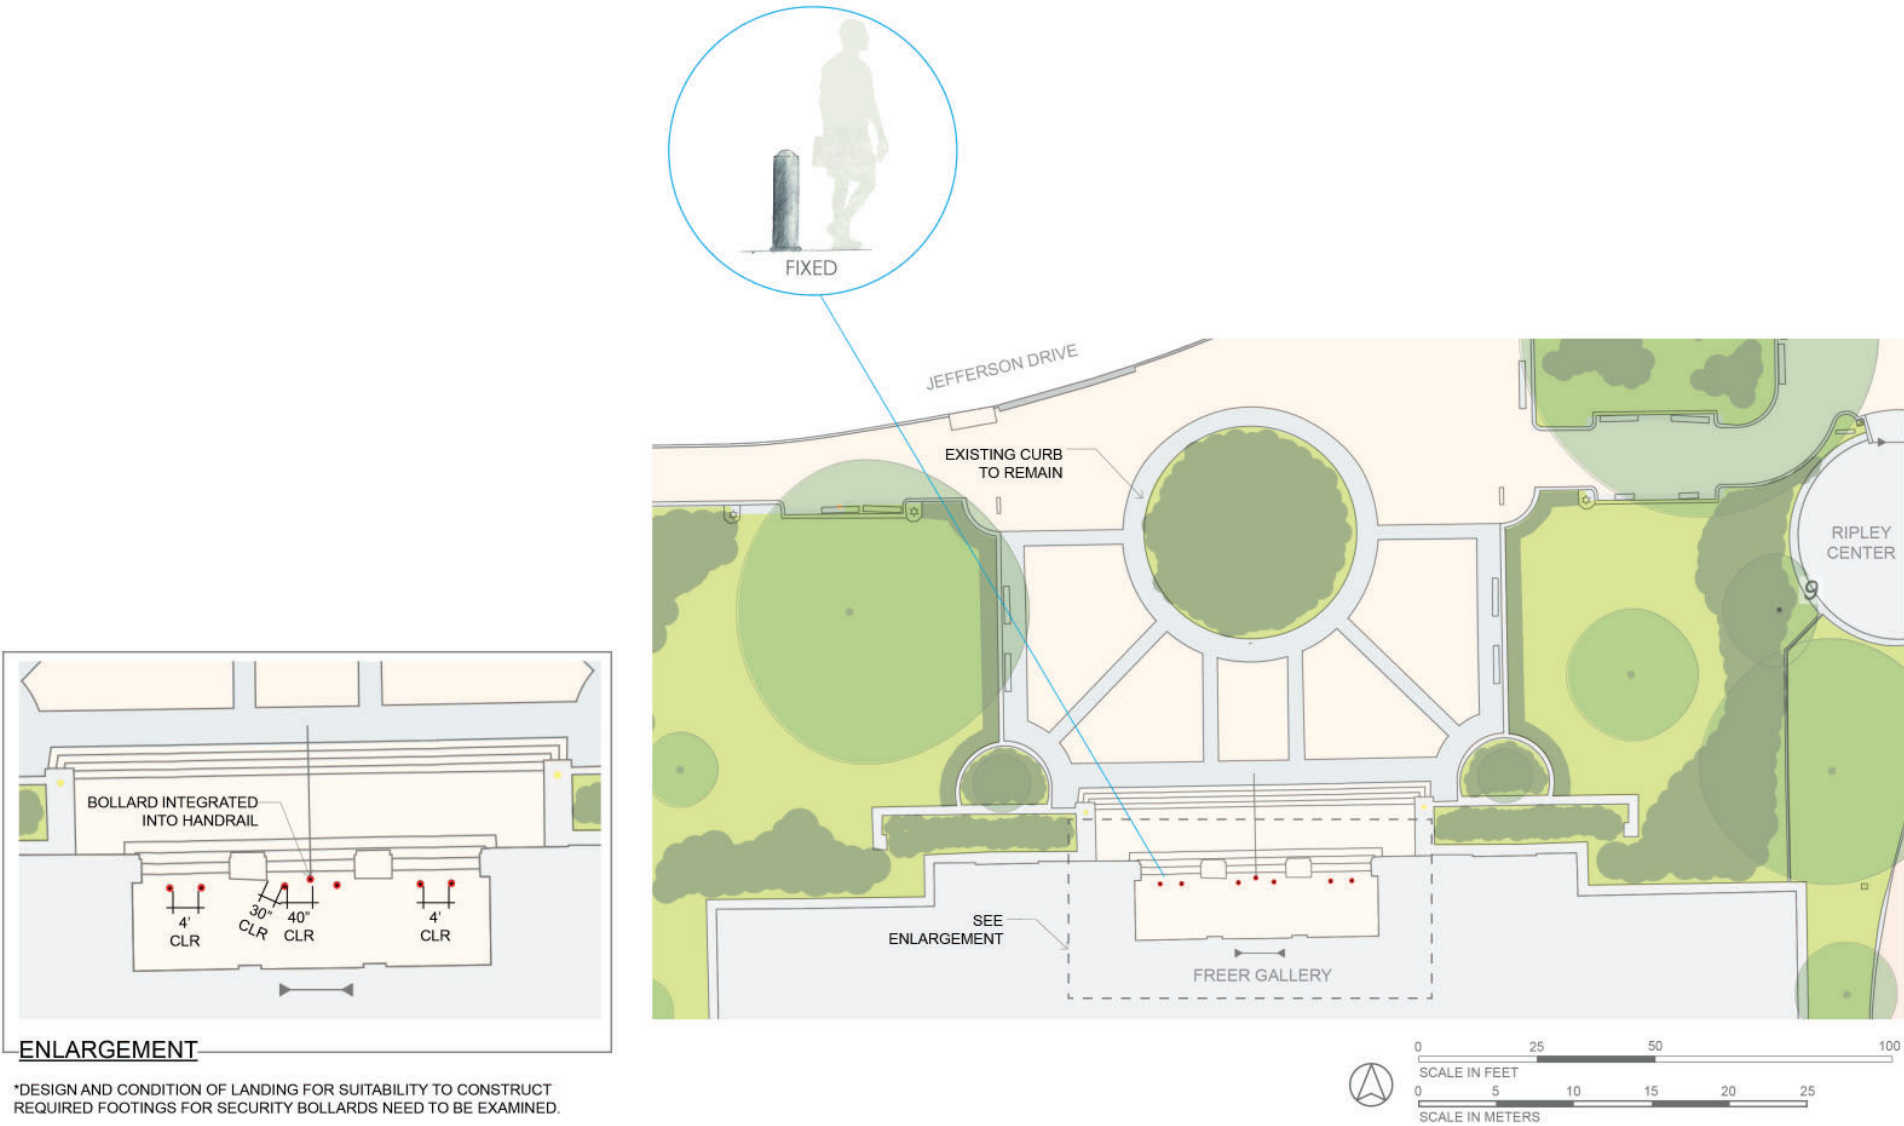 FIXED
JEFFERSON DRIVE
EXISTING CURB
TO REMAIN
RIPLEY
CENTER
9
SEE
ENLARGEMENT
FREER GALLERY
BOLLARD INTEGRATED
INTO HANDRAIL
4'
CLR
30"
CLR
40"
CLR
4'
CLR
ENLARGEMENT
*DESIGN AND CONDITION OF LANDING FOR SUITABILITY TO CONSTRUCT
REQUIRED FOOTINGS FOR SECURITY BOLLARDS NEED TO BE EXAMINED.
0 25 50 100
SCALE IN FEET
0 5 10 15 20 25
SCALE IN METERS